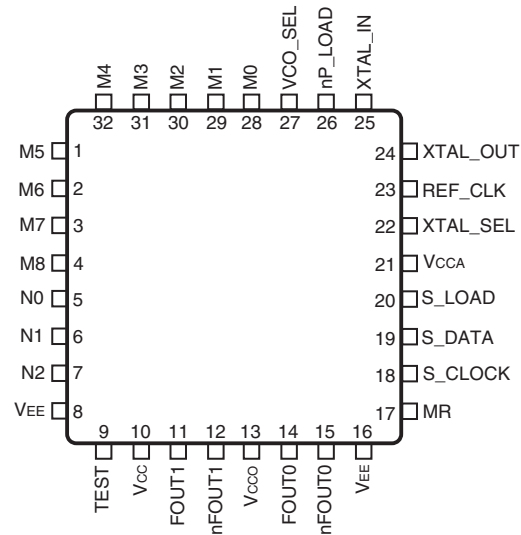 M4 M3 M2 M1 M0 VCO_SEL nP_LOAD XTAL_IN
32 31 30 29 28 27 26 25
M5 1 24 XTAL_OUT
M6 2 23 REF_CLK
M7 3 22 XTAL_SEL
M8 4 21 VCCA
N0 5 20 S_LOAD
N1 6 19 S_DATA
N2 7 18 S_CLOCK
VEE 8 17 MR
9 10 11 12 13 14 15 16
TEST VCC FOUT1 nFOUT1 VCCO FOUT0 nFOUT0 VEE